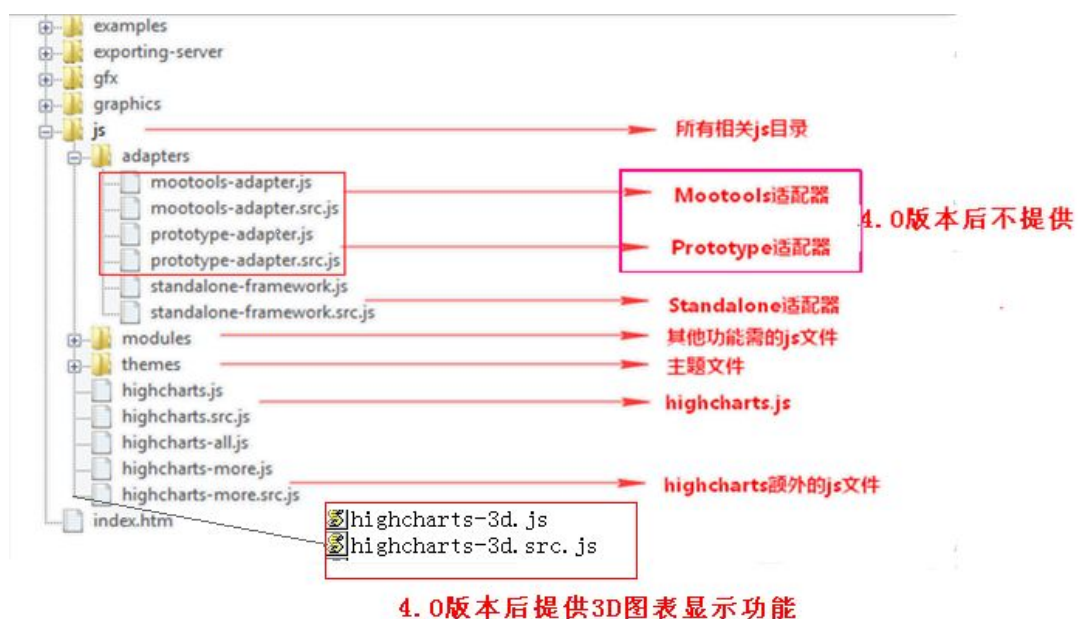 examples
exporting-server
gfx
graphics
js 所有相关js目录
adapters
mootools-adapter.js Mootools适配器
mootools-adapter.src.js
4.0版本后不提供
prototype-adapter.js Prototype适配器
prototype-adapter.src.js
standalone-framework.js Standalone适配器
standalone-framework.src.js
modules 其他功能需的js文件
themes 主题文件
highcharts.js highcharts.js
highcharts.src.js
highcharts-all.js
highcharts-more.js highcharts额外的js文件
highcharts-more.src.js
index.htm
highcharts-3d.js
highcharts-3d.src.js
4.0版本后提供3D图表显示功能